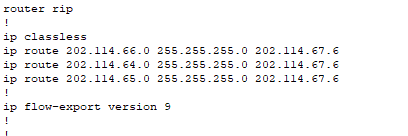 router rip
!
ip classless
ip route 202.114.66.0 255.255.255.0 202.114.67.6
ip route 202.114.64.0 255.255.255.0 202.114.67.6
ip route 202.114.65.0 255.255.255.0 202.114.67.6
!
ip flow-export version 9
!
!